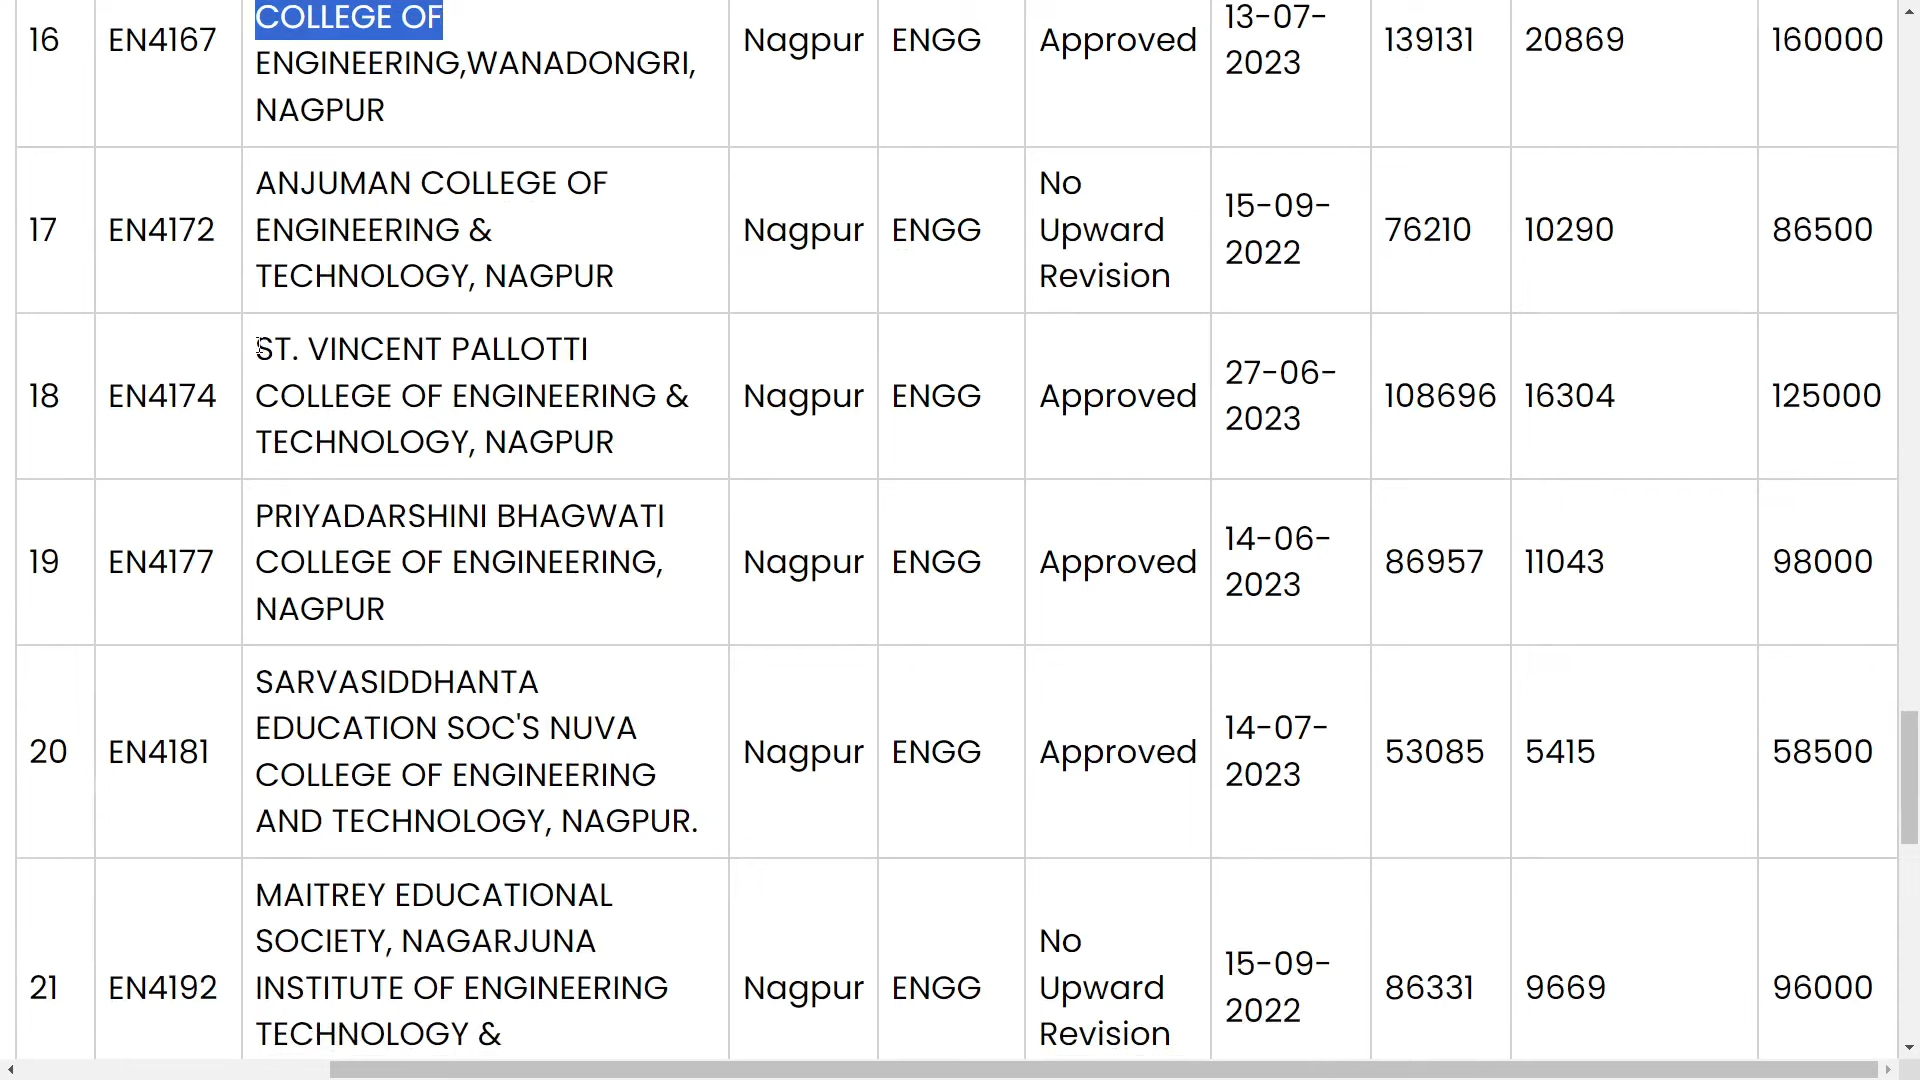 COLLEGE OF
16 EN4167 ENGINEERING,WANADONGRI, Nagpur ENGG Approved 13-07- 139131 20869 160000
2023
NAGPUR
ANJUMAN COLLEGE OF No
15-09-
17 EN4172 ENGINEERING & Nagpur ENGG Upward 76210 10290 86500
2022
TECHNOLOGY, NAGPUR Revision
ST. VINCENT PALLOTTI
27-06-
18 EN4174 COLLEGE OF ENGINEERING & Nagpur ENGG Approved 108696 16304 125000
2023
TECHNOLOGY, NAGPUR
PRIYADARSHINI BHAGWATI
14-06-
19 EN4177 COLLEGE OF ENGINEERING, Nagpur ENGG Approved 86957 11043 98000
2023
NAGPUR
SARVASIDDHANTA
EDUCATION SOC'S NUVA 14-07-
20 EN4181 Nagpur ENGG Approved 53085 5415 58500
COLLEGE OF ENGINEERING 2023
AND TECHNOLOGY, NAGPUR.
MAITREY EDUCATIONAL
SOCIETY, NAGARJUNA No
15-09-
21 EN4192 INSTITUTE OF ENGINEERING Nagpur ENGG Upward 86331 9669 96000
2022
TECHNOLOGY & Revision